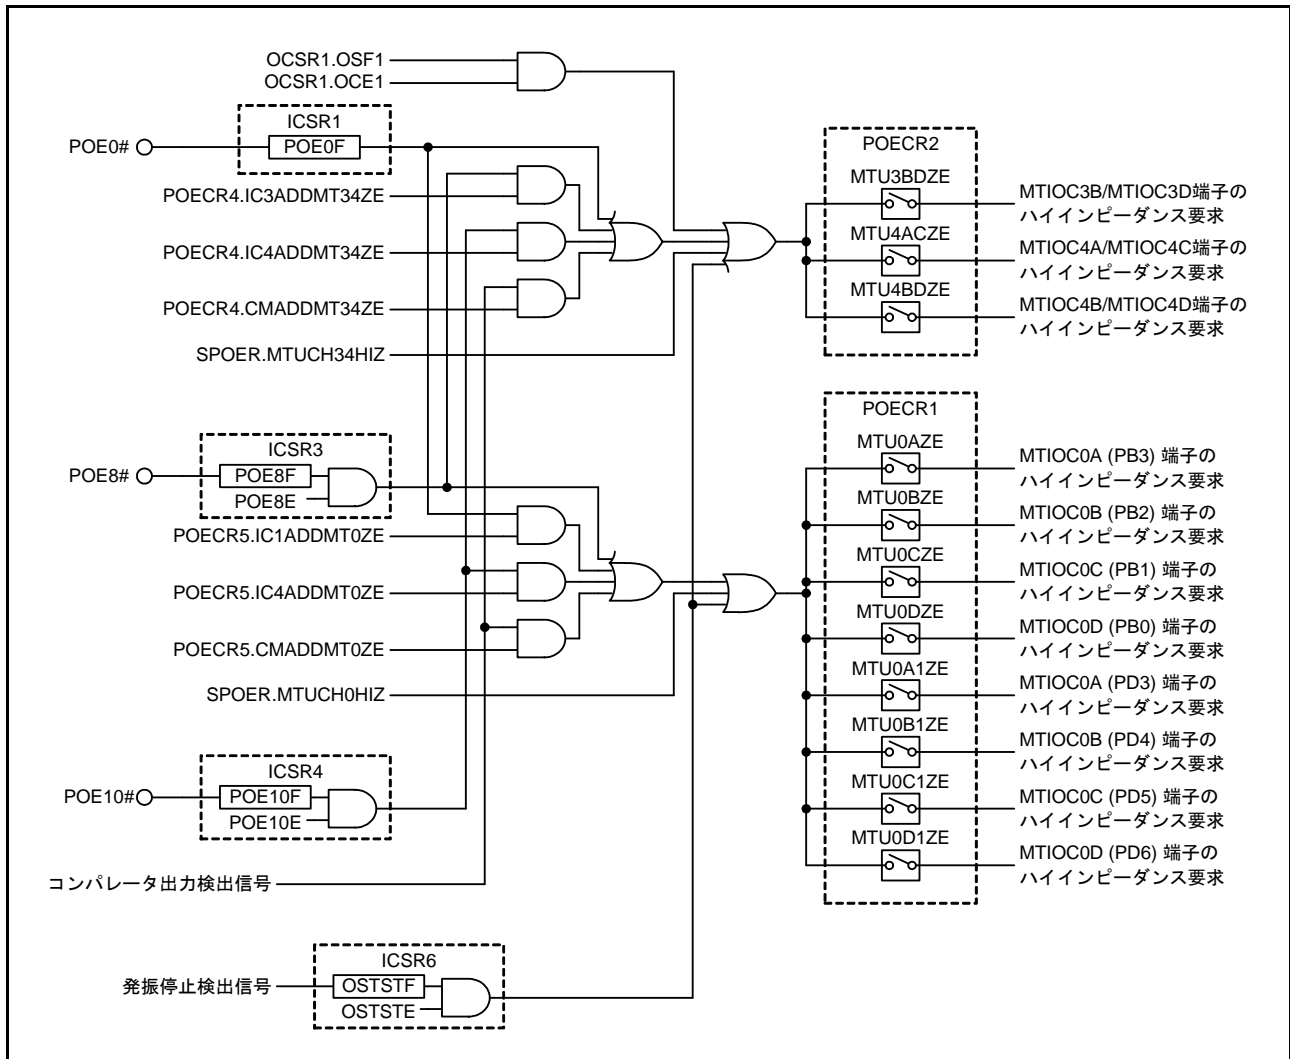 OCSR1.OSF1
OCSR1.OCE1
ICSR1
POE0#
POE0F
POECR4.IC3ADDMT34ZE
POECR4.IC4ADDMT34ZE
POECR4.CMADDMT34ZE
SPOER.MTUCH34HIZ
POECR2
MTU3BDZE
MTIOC3B/MTIOC3D端子の
ハイインピーダンス要求
MTU4ACZE
MTIOC4A/MTIOC4C端子の
ハイインピーダンス要求
MTU4BDZE
MTIOC4B/MTIOC4D端子の
ハイインピーダンス要求
ICSR3
POE8#
POE8F
POE8E
POECR5.IC1ADDMT0ZE
POECR5.IC4ADDMT0ZE
POECR5.CMADDMT0ZE
SPOER.MTUCH0HIZ
POECR1
MTU0AZE
MTIOC0A (PB3) 端子の
ハイインピーダンス要求
MTU0BZE
MTIOC0B (PB2) 端子の
ハイインピーダンス要求
MTU0CZE
MTIOC0C (PB1) 端子の
ハイインピーダンス要求
MTU0DZE
MTIOC0D (PB0) 端子の
ハイインピーダンス要求
MTU0A1ZE
MTIOC0A (PD3) 端子の
ハイインピーダンス要求
MTU0B1ZE
MTIOC0B (PD4) 端子の
ハイインピーダンス要求
MTU0C1ZE
MTIOC0C (PD5) 端子の
ハイインピーダンス要求
MTU0D1ZE
MTIOC0D (PD6) 端子の
ハイインピーダンス要求
ICSR4
POE10#
POE10F
POE10E
コンパレータ出力検出信号
ICSR6
発振停止検出信号
OSTSTF
OSTSTE